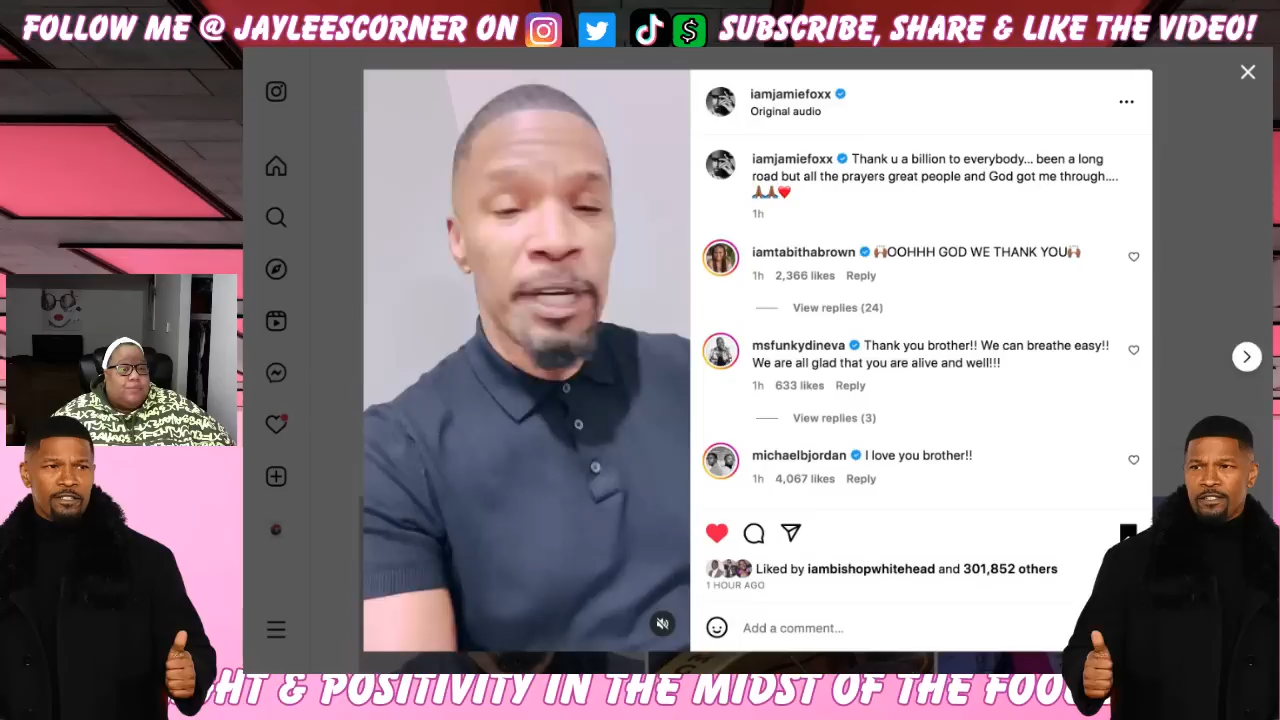 FOLLOW ME @ JAYLEESCORNER ON SUBSCRIBE, SHARE & LIKE THE VIDEO!
iamjamiefoxx
Original audio
iamjamiefoxx Thank u a billion to everybody... been a long
road but all the prayers great people and God got me through....
1h
iamtabithabrown OOHHH GOD WE THANK YOU
1h 2,366 likes Reply
View replies (24)
msfunkydineva Thank you brother!! We can breathe easy!!
We are all glad that you are alive and well!!!
1h 633 likes Reply
View replies (3)
michaelbjordan I love you brother!!
1h 4,067 likes Reply
Liked by iambishopwhitehead and 301,852 others
1 HOUR AGO
Add a comment...
& POSITIVITY IN THE MIDST OF THE